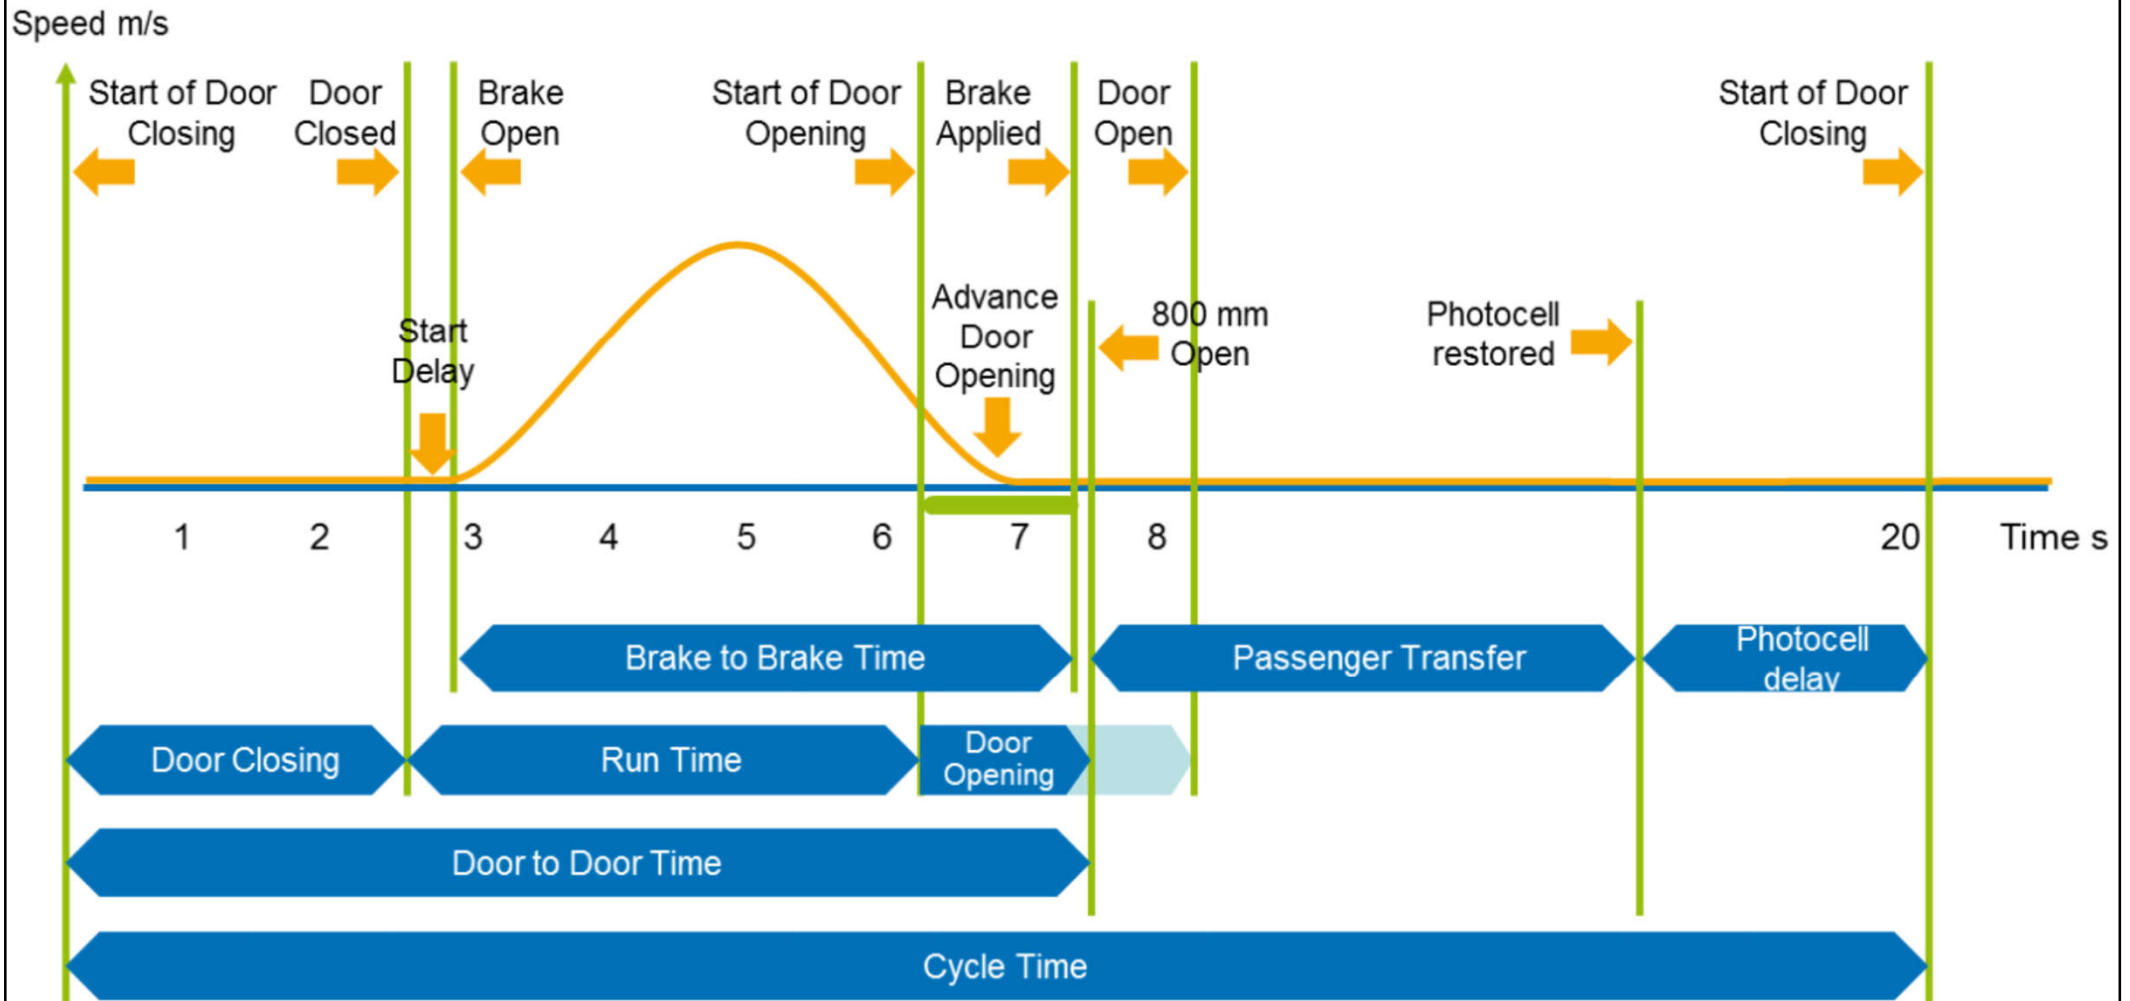 Speed m/s
Start of Door
Closing
Door
Closed
Brake
Open
Start of Door
Opening
Brake
Applied
Door
Open
Start of Door
Closing
Start
Delay
Advance
Door
Opening
800 mm
Open
Photocell
restored
1 2 3 4 5 6 7 8 20 Time s
Brake to Brake Time
Passenger Transfer
Photocell
delay
Door Closing
Run Time
Door
Opening
Door to Door Time
Cycle Time